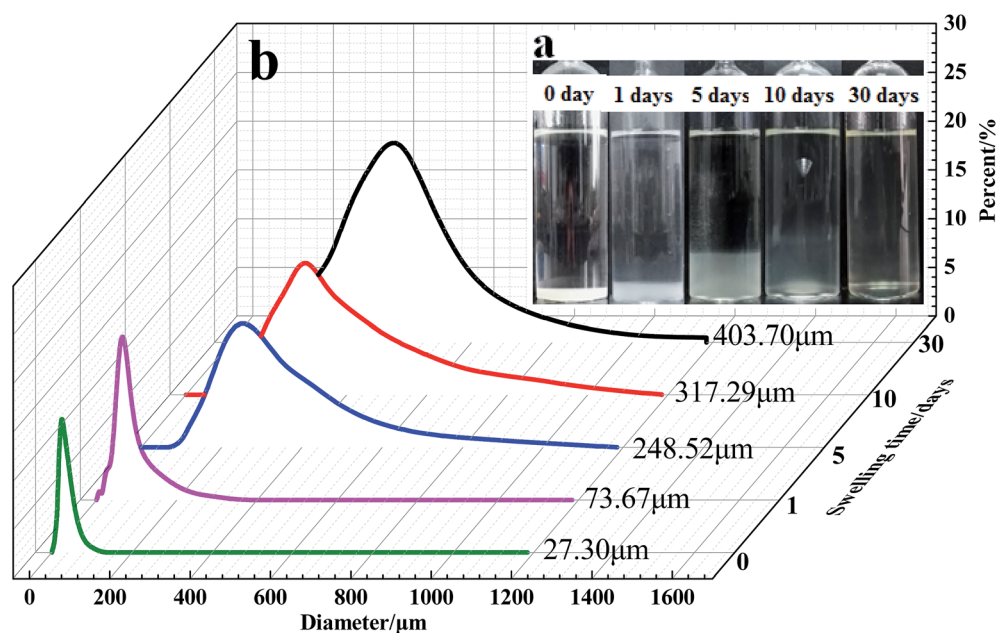 b
a
0 day 1 days 5 days 10 days 30 days
30
25
20
15
10
5
0
Percent/%
403.70μm
317.29μm
248.52μm
73.67μm
27.30μm
30
10
5
1
0
Swelling time/days
0 200 400 600 800 1000 1200 1400 1600
Diameter/μm